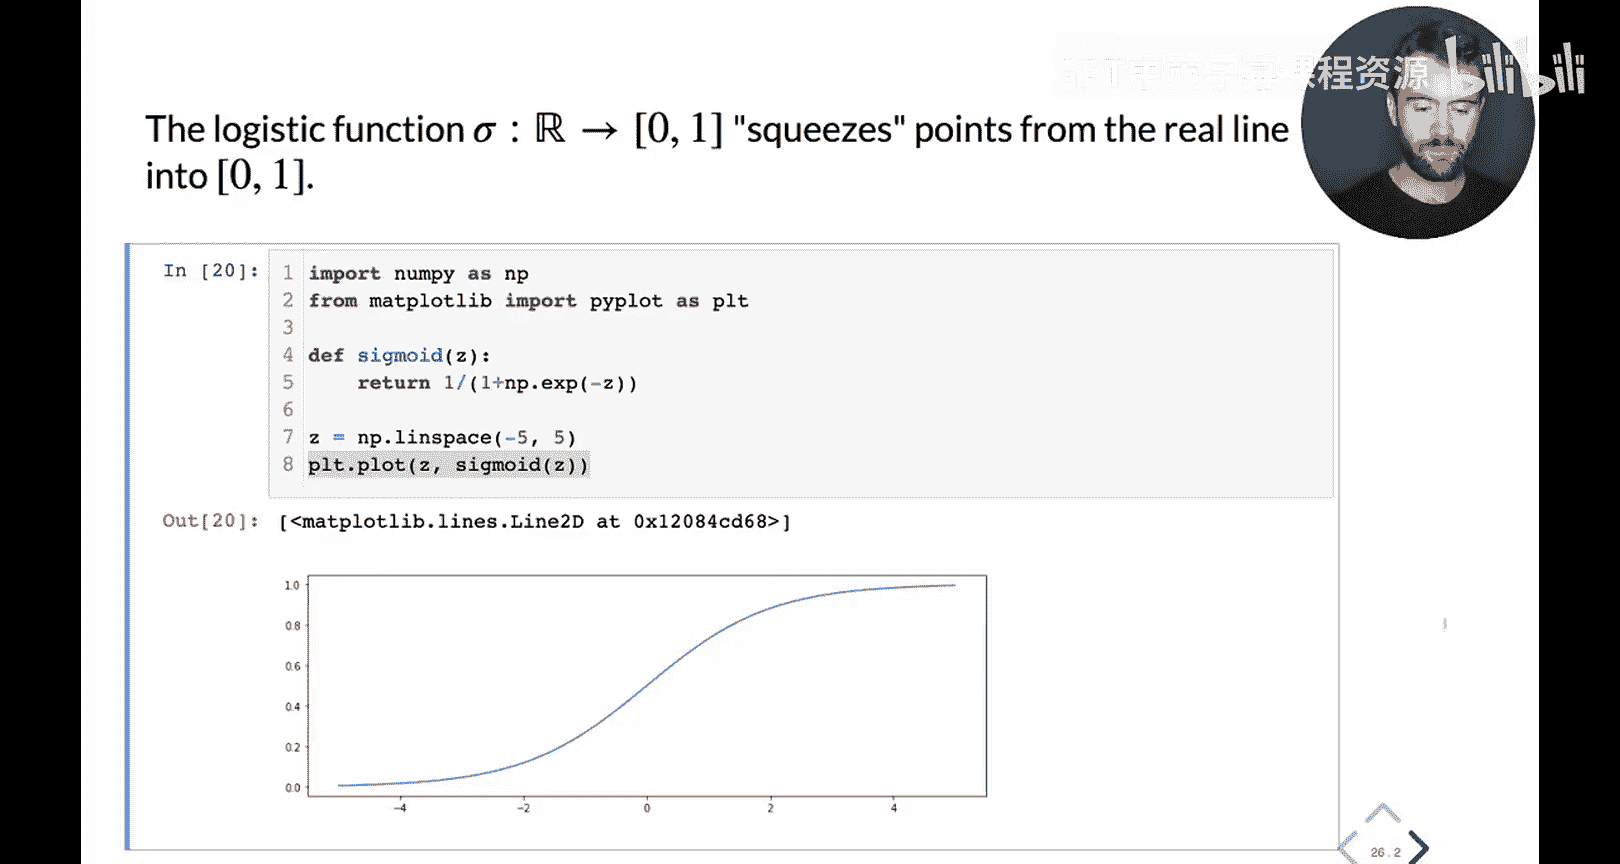 课程资源 bilibili
The logistic function σ : ℝ → [0, 1] "squeezes" points from the real line
into [0, 1].
In [20]:
1 import numpy as np
2 from matplotlib import pyplot as plt
3
4 def sigmoid(z):
5     return 1/(1+np.exp(-z))
6
7 z = np.linspace(-5, 5)
8 plt.plot(z, sigmoid(z))
Out[20]: [<matplotlib.lines.Line2D at 0x12084cd68>]
1.0
0.8
0.6
0.4
0.2
0.0
-4 -2 0 2 4
26.2